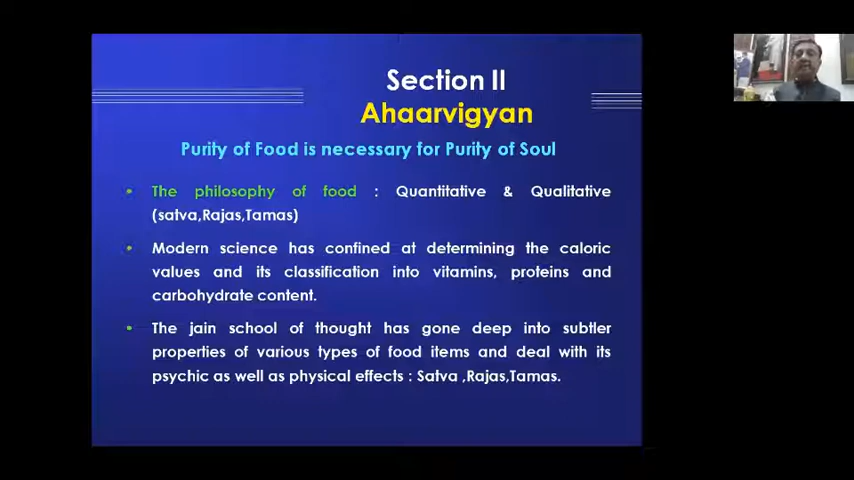 Section II
Ahaarvigyan
Purity of Food is necessary for Purity of Soul
• The philosophy of food : Quantitative & Qualitative
(satva,Rajas,Tamas)
• Modern science has confined at determining the caloric
values and its classification into vitamins, proteins and
carbohydrate content.
• The jain school of thought has gone deep into subtler
properties of various types of food items and deal with its
psychic as well as physical effects : Satva ,Rajas,Tamas.